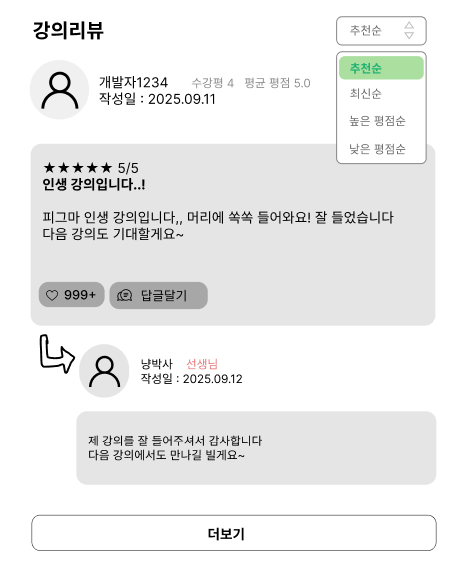 강의리뷰
추천순
추천순
최신순
높은 평점순
낮은 평점순
개발자1234 수강평 4 평균 평점 5.0
작성일 : 2025.09.11
★★★★★ 5/5
인생 강의입니다..!
피그마 인생 강의입니다,, 머리에 쏙쏙 들어와요! 잘 들었습니다
다음 강의도 기대할게요~
999+ 답글달기
냥박사 선생님
작성일 : 2025.09.12
제 강의를 잘 들어주셔서 감사합니다
다음 강의에서도 만나길 빌게요~
더보기